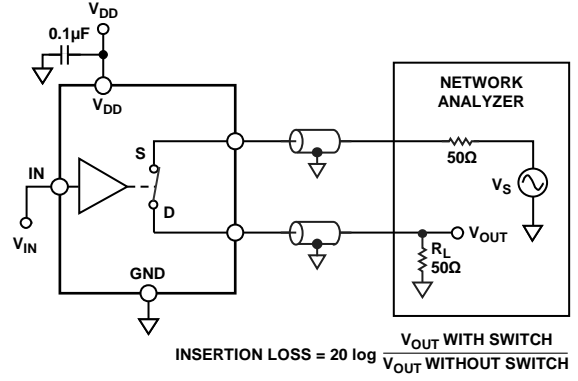 V_DD
0.1µF
V_DD
NETWORK
ANALYZER
S
IN
50Ω
V_S
D
V_IN
V_OUT
R_L
50Ω
GND
INSERTION LOSS = 20 log V_OUT WITH SWITCH
V_OUT WITHOUT SWITCH